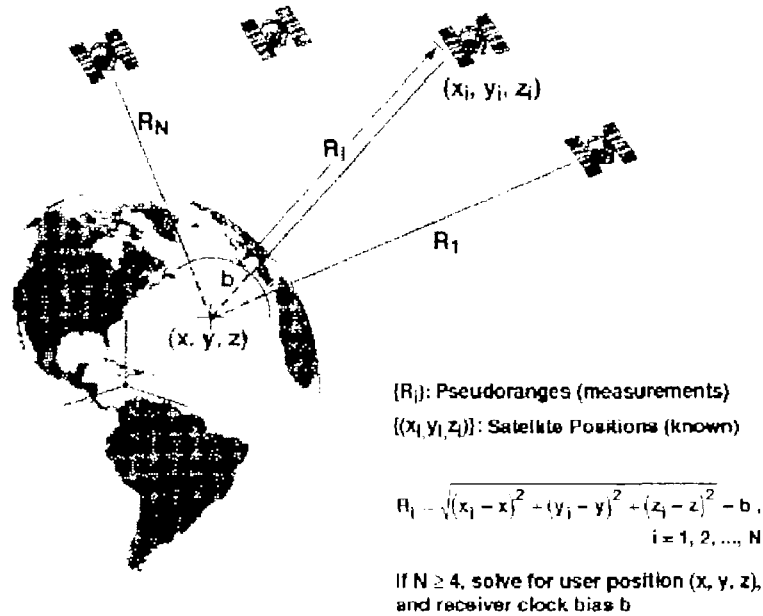 R_N
(x_i, y_i, z_i)
R_i
R_1
b
(x, y, z)
{R_i}: Pseudoranges (measurements)
{(x_i, y_i, z_i)}: Satellite Positions (known)
R_i = √((x_i − x)² + (y_i − y)² + (z_i − z)²) − b ,
i = 1, 2, ..., N
If N ≥ 4, solve for user position (x, y, z),
and receiver clock bias b